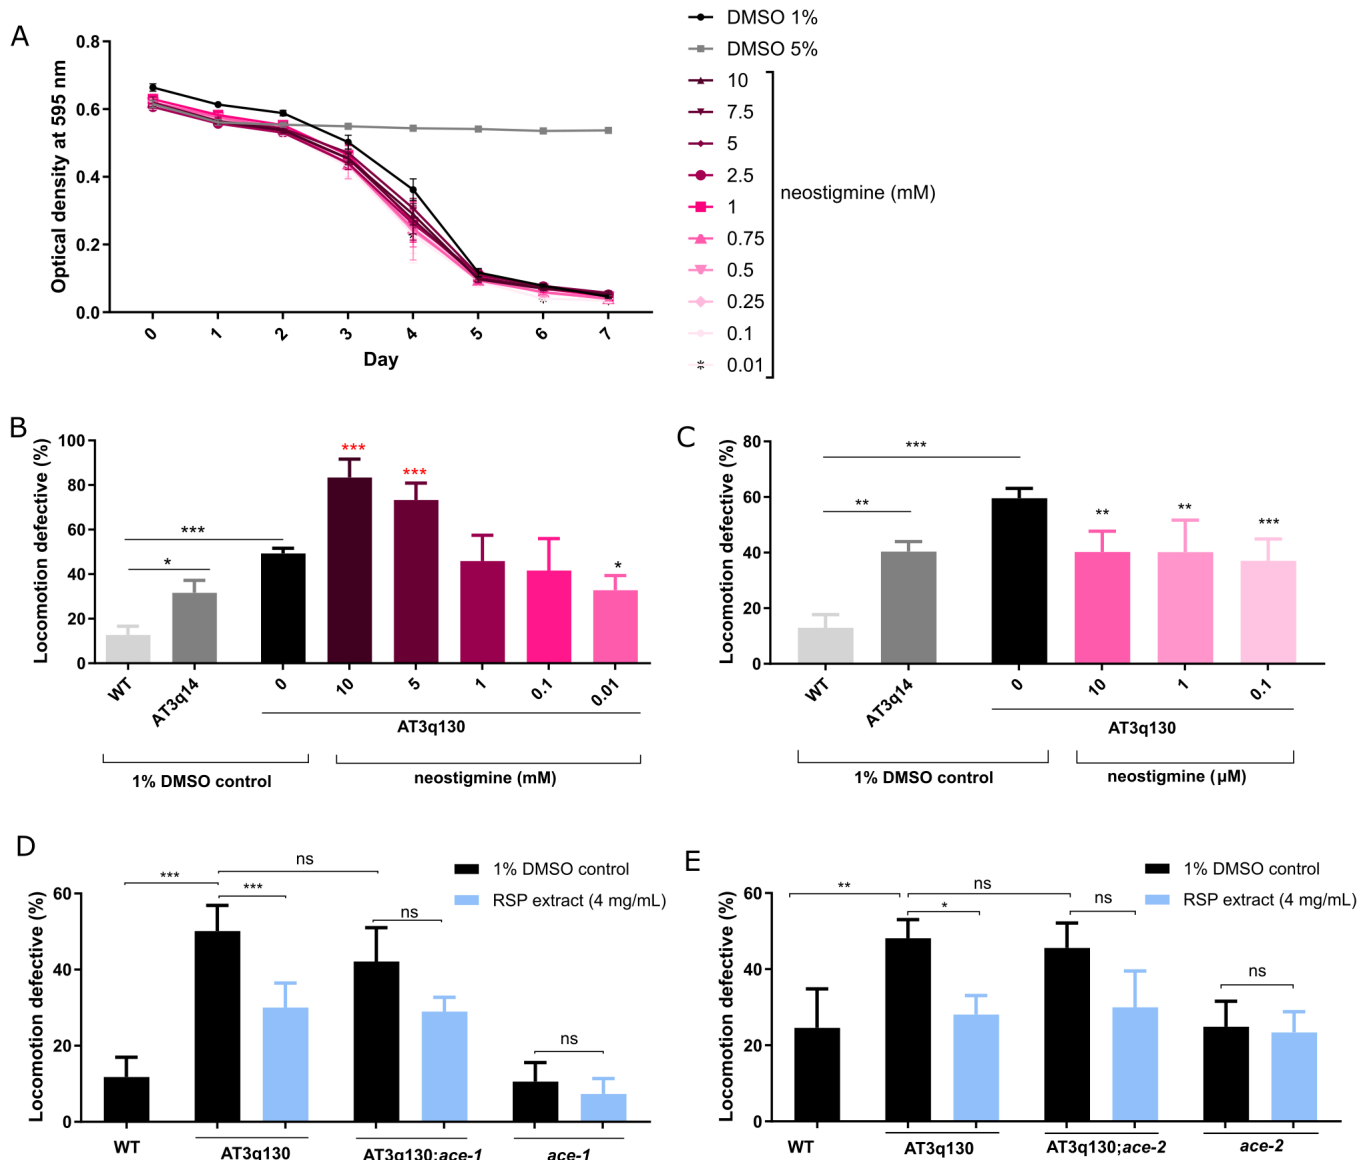 A
Optical density at 595 nm
0.8
0.6
0.4
0.2
0.0
0 1 2 3 4 5 6 7
Day
DMSO 1%
DMSO 5%
10
7.5
5
2.5
1
0.75
0.5
0.25
0.1
0.01
neostigmine (mM)
B
Locomotion defective (%)
100
80
60
40
20
0
***
*
***
***
*
WT AT3q14 0 10 5 1 0.1 0.01
AT3q130
1% DMSO control neostigmine (mM)
C
Locomotion defective (%)
80
60
40
20
0
***
**
** ** ***
WT AT3q14 0 10 1 0.1
AT3q130
1% DMSO control neostigmine (µM)
D
Locomotion defective (%)
60
40
20
0
ns
*** ***
ns
ns
1% DMSO control
RSP extract (4 mg/mL)
WT AT3q130 AT3q130;ace-1 ace-1
E
Locomotion defective (%)
60
40
20
0
** ns
* ns
ns
1% DMSO control
RSP extract (4 mg/mL)
WT AT3q130 AT3q130;ace-2 ace-2